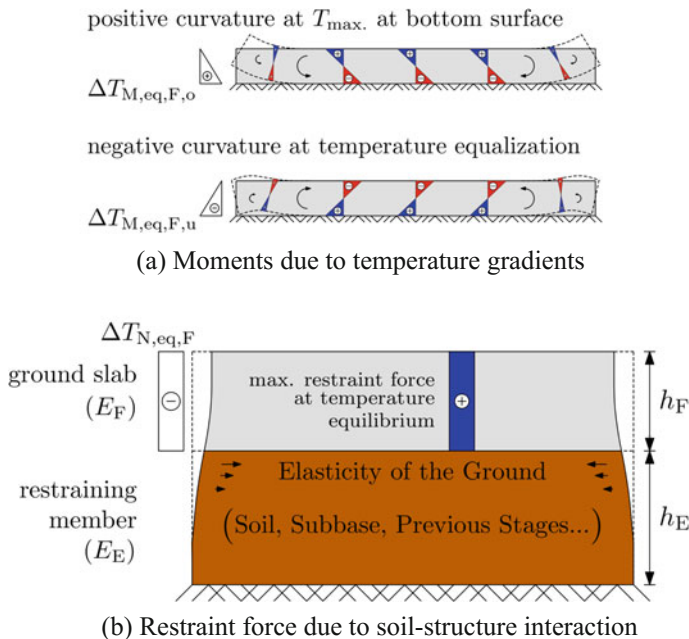 positive curvature at T_max. at bottom surface
⊕
ΔT_M,eq,F,o
⊕ ⊕ ⊕
⊖ ⊖ ⊖
negative curvature at temperature equalization
⊖
ΔT_M,eq,F,u
⊖ ⊖ ⊖
⊕ ⊕ ⊕
(a) Moments due to temperature gradients
ΔT_N,eq,F
ground slab
(E_F)
⊖
max. restraint force
at temperature
equilibrium
⊕
h_F
restraining
member
(E_E)
Elasticity of the Ground
(Soil, Subbase, Previous Stages...)
h_E
(b) Restraint force due to soil-structure interaction